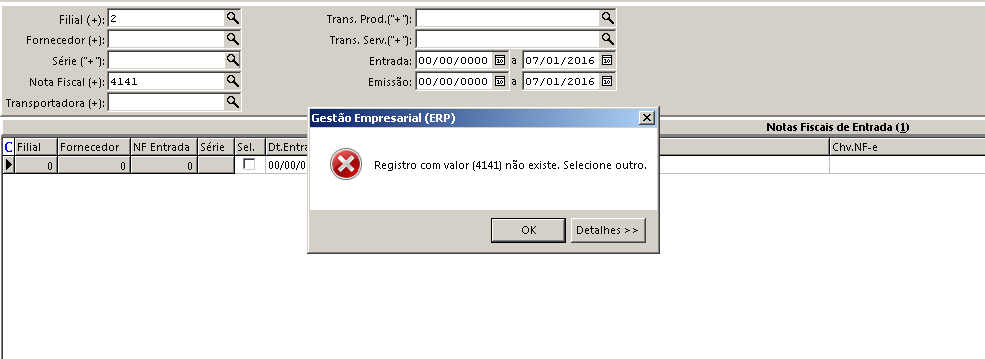 Filial (+): 2 Trans. Prod.("+"):
Fornecedor (+): Trans. Serv.("+"):
Série ("+"): Entrada: 00/00/0000 a 07/01/2016
Nota Fiscal (+): 4141 Emissão: 00/00/0000 a 07/01/2016
Transportadora (+):
Gestão Empresarial (ERP)
Notas Fiscais de Entrada (1)
C Filial Fornecedor NF Entrada Série Sel. Dt.Entra Chv.NF-e
0 0 0 00/00/0
Registro com valor (4141) não existe. Selecione outro.
OK Detalhes >>